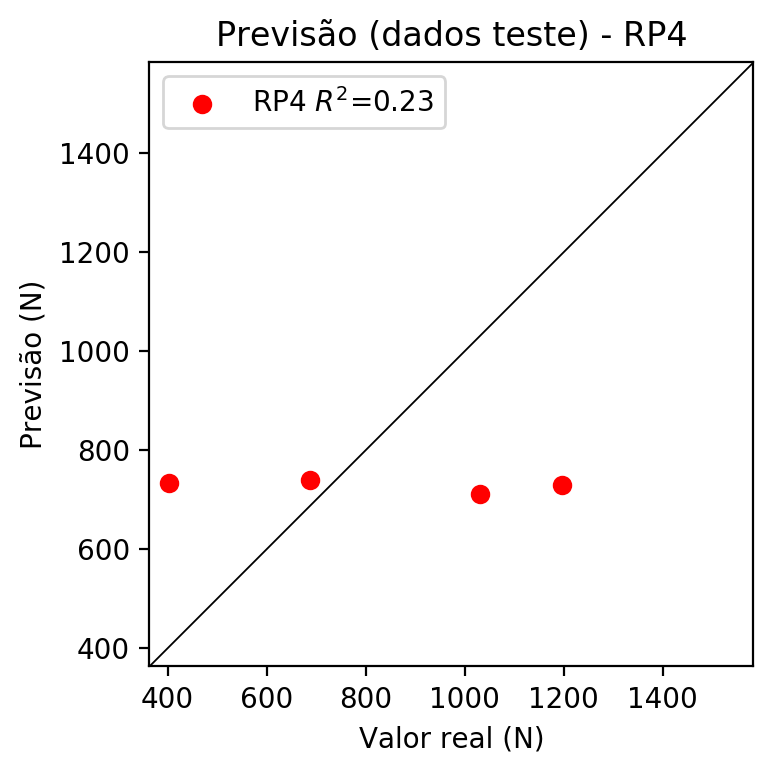 Previsão (dados teste) - RP4
RP4 R²=0.23
Previsão (N)
1400
1200
1000
800
600
400
400 600 800 1000 1200 1400
Valor real (N)